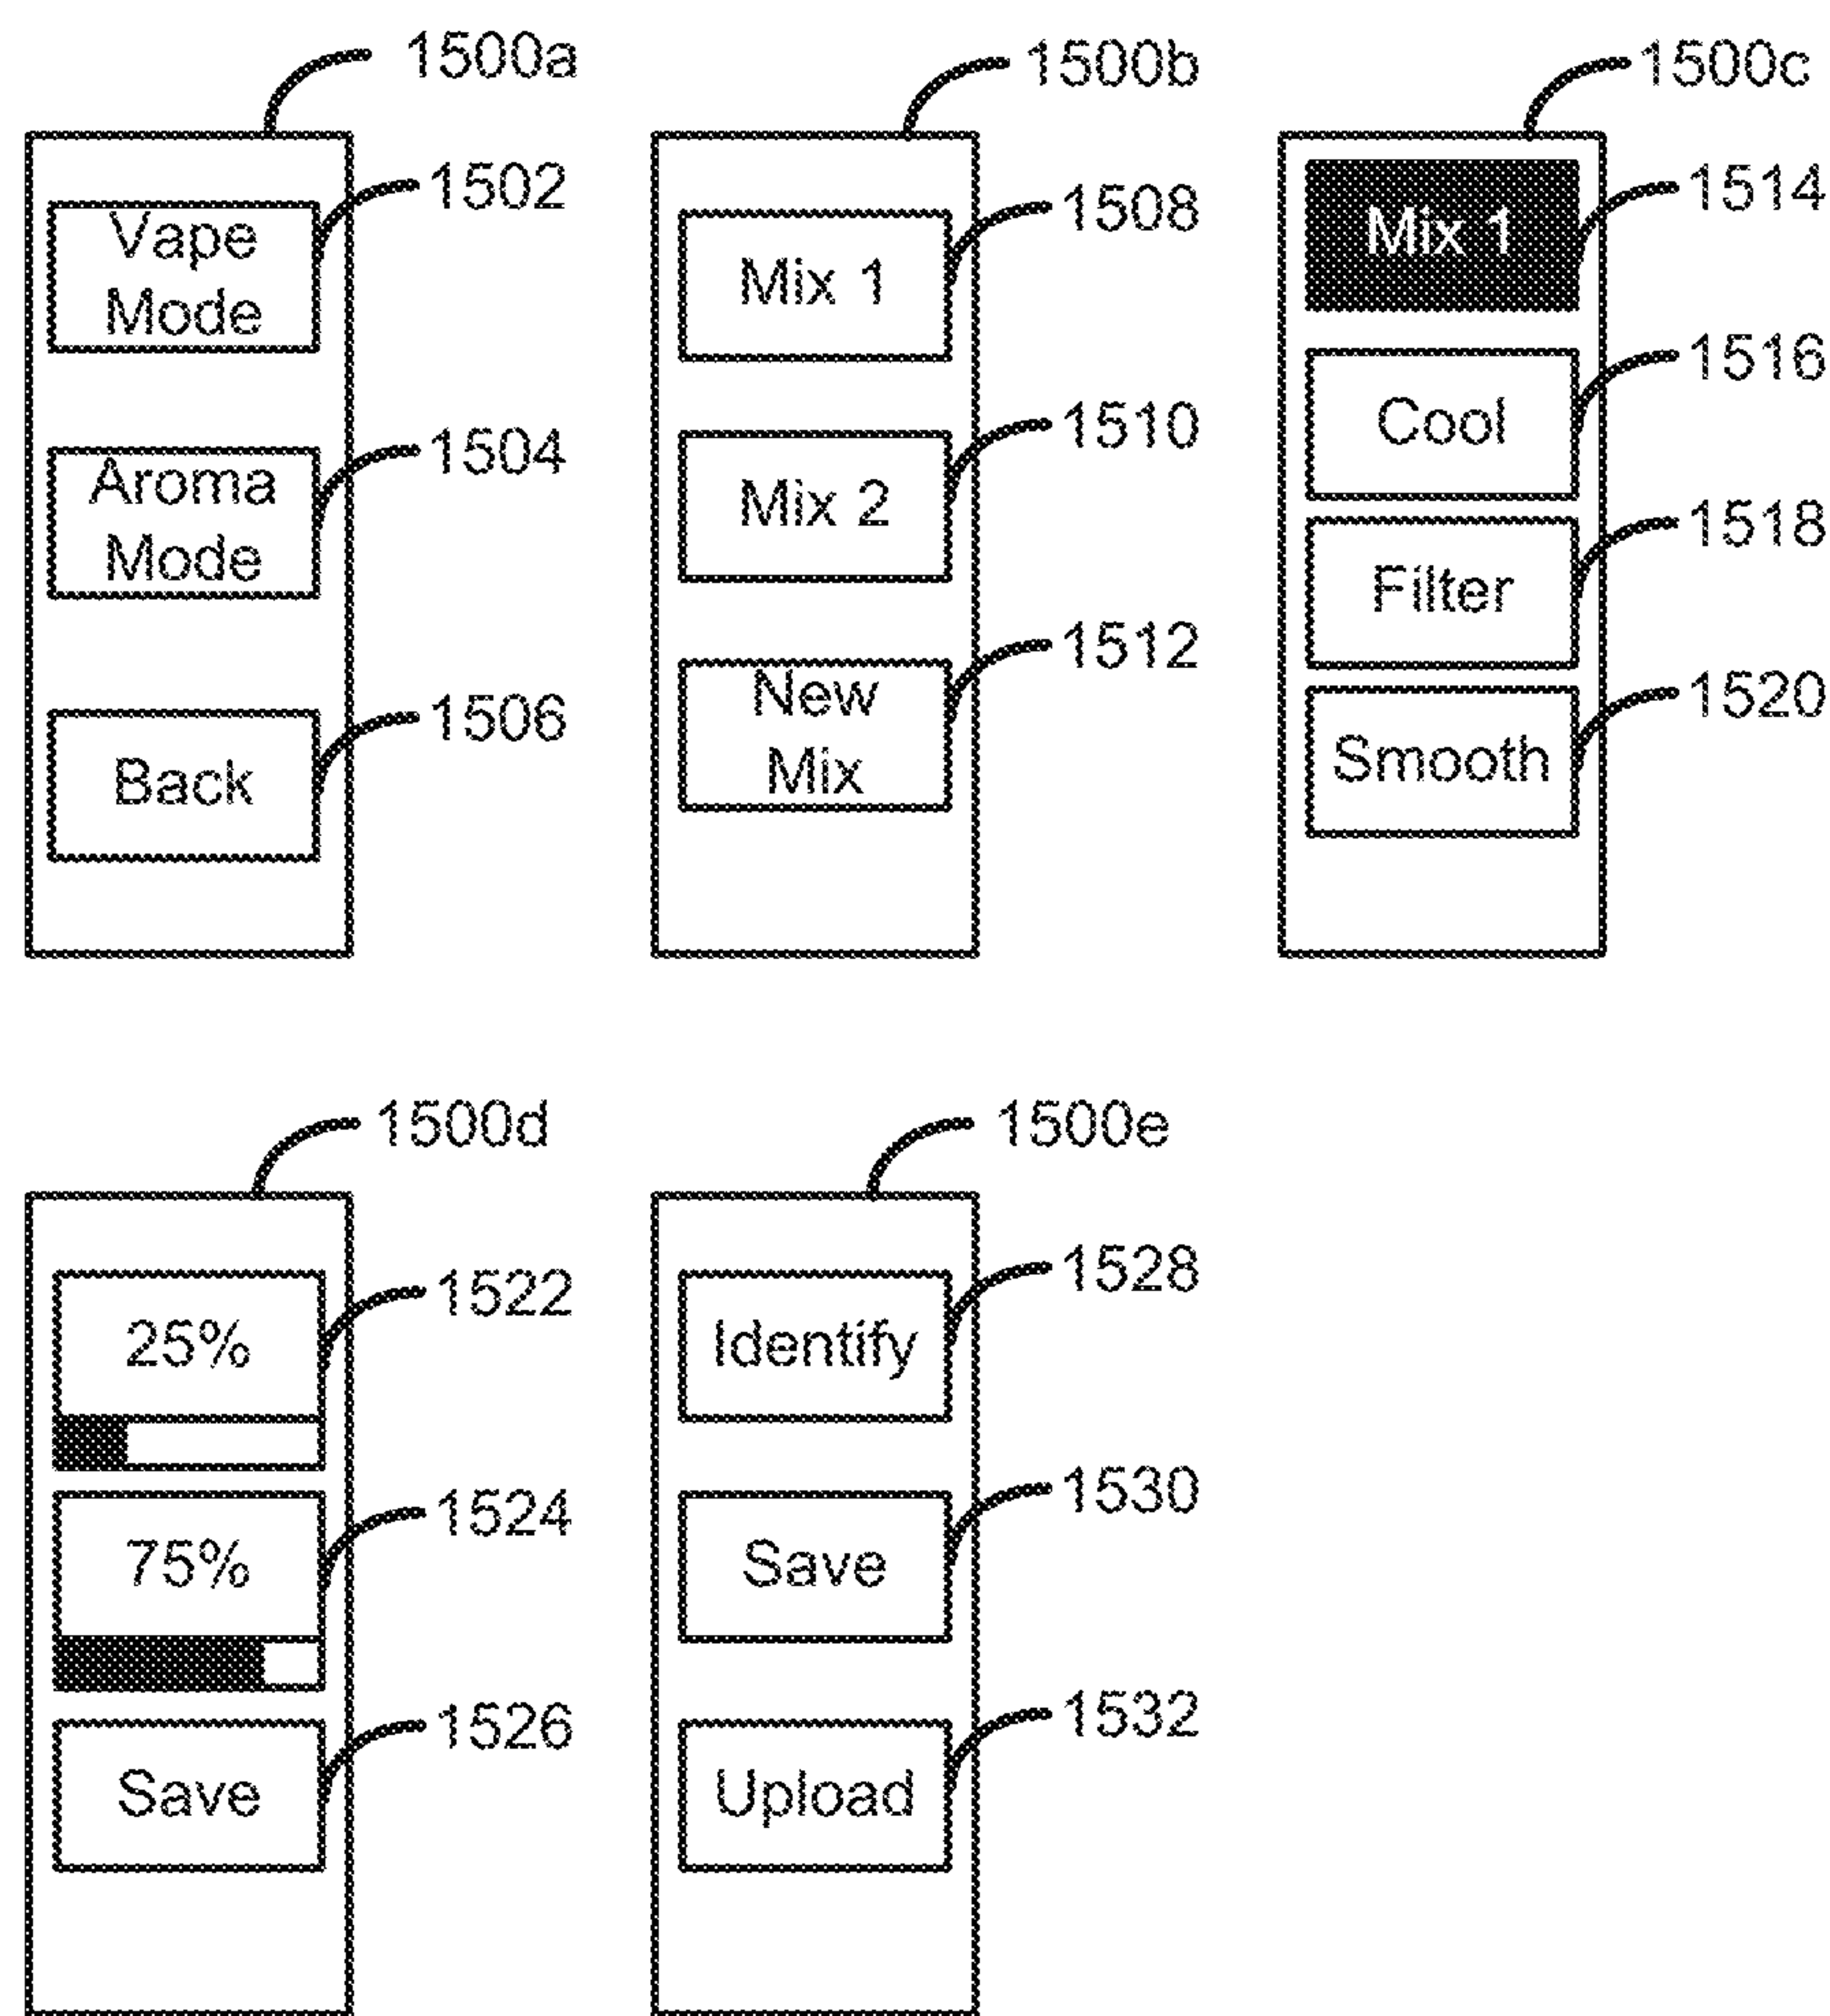 1500a
1502
Vape
Mode
1504
Aroma
Mode
1506
Back
1500b
1508
Mix 1
1510
Mix 2
1512
New
Mix
1500c
1514
Mix 1
1516
Cool
1518
Filter
1520
Smooth
1500d
1522
25%
1524
75%
1526
Save
1500e
1528
Identify
1530
Save
1532
Upload